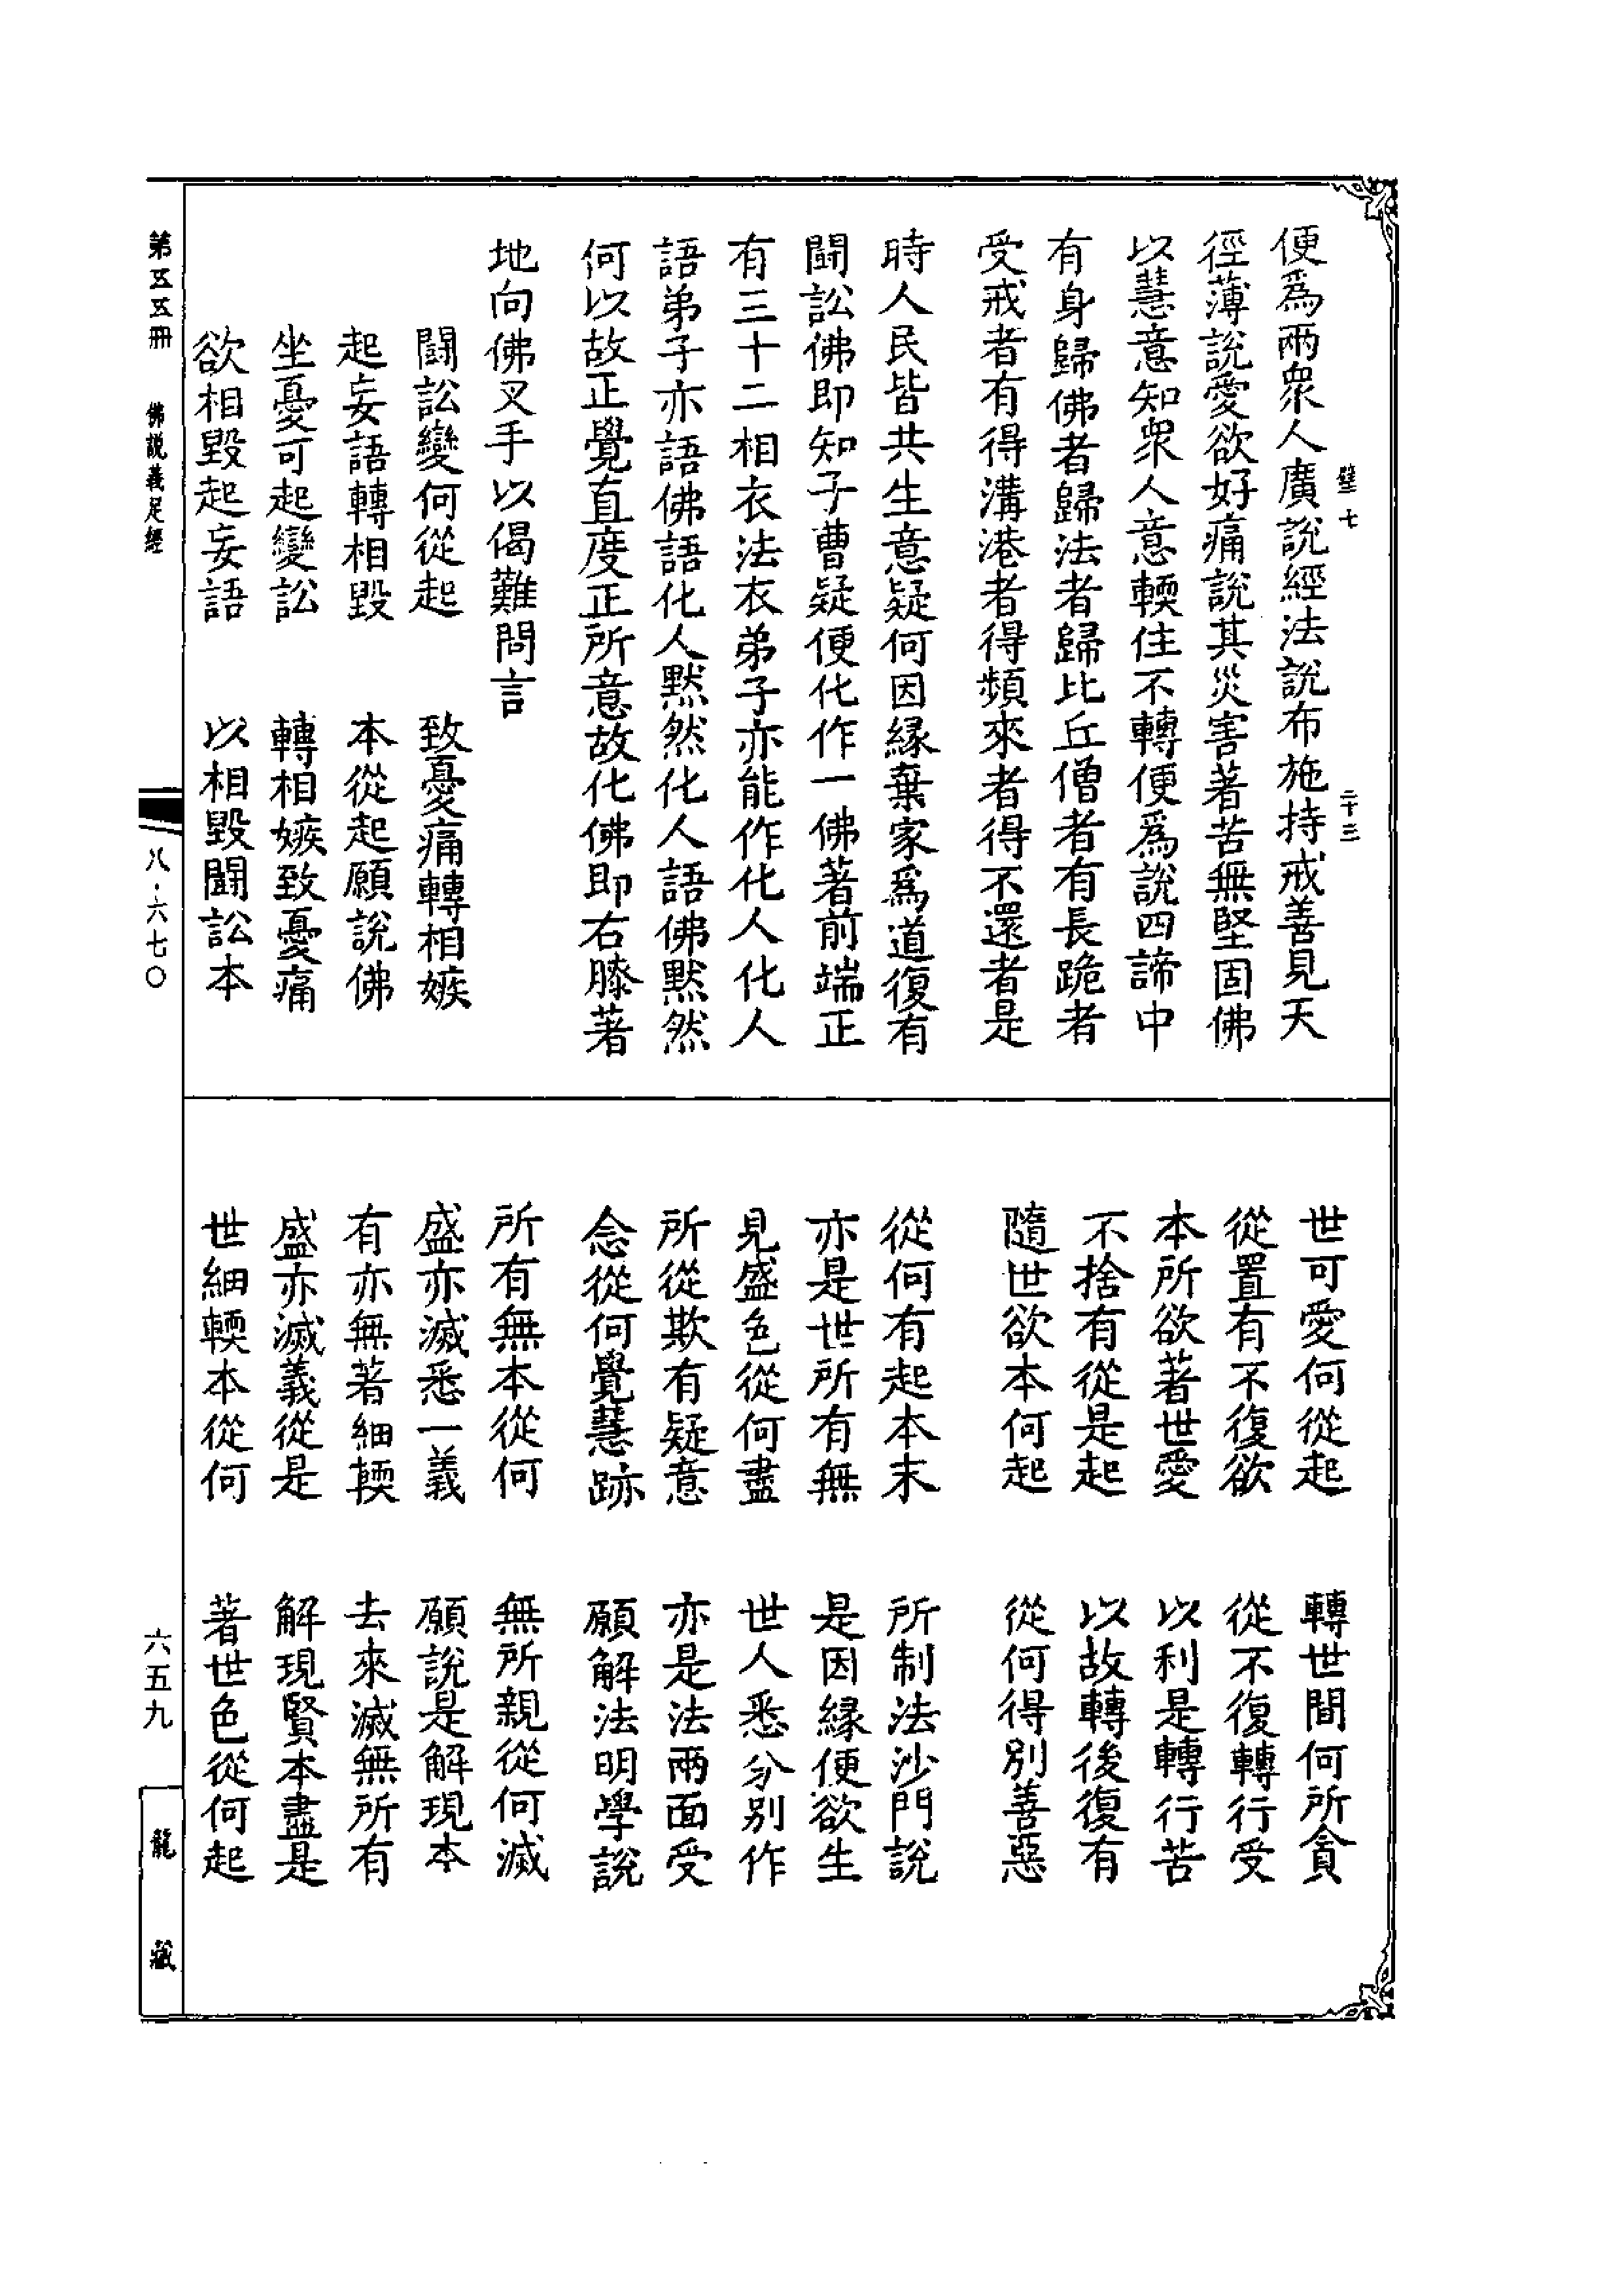 便爲兩衆人廣說經法說布施持戒善見天
徑薄說愛欲好痛說其災害著苦無堅固佛
以慧意知衆人意輭住不轉便爲說四諦中
有身歸佛者歸法者歸比丘僧者有長跪者
受戒者有得溝港者得頻來者得不還者是
時人民皆共生意疑何因緣棄家爲道復有
鬪訟佛即知子曹疑便化作一佛著前端正
有三十二相衣法衣弟子亦能作化人化人
語弟子亦語佛語化人默然化人語佛默然
何以故正覺直度正所意故化佛即右膝著
地向佛叉手以偈難問言
鬪訟變何從起　致憂痛轉相嫉
起妄語轉相毀　本從起願說佛
坐憂可起變訟　轉相嫉致憂痛
欲相毀起妄語　以相毀鬪訟本
世可愛何從起　轉世間何所貪
從置有不復欲　從不復轉行受
本所欲著世愛　以利是轉行苦
不捨有從是起　以故轉後復有
隨世欲本何起　從何得別善惡
從何有起本末　所制法沙門說
亦是世所有無　是因緣便欲生
見盛色從何盡　世人悉分別作
所從欺有疑意　亦是法兩面受
念從何覺慧跡　願解法明學說
所有無本從何　無所親從何滅
盛亦滅悉一義　願說是解現本
有亦無著細輭　去來滅無所有
盛亦滅義從是　解現賢本盡是
世細輭本從何　著世色從何起
壁七
二十三
第五五冊　佛說義足經
八·六七〇
六五九
龍藏